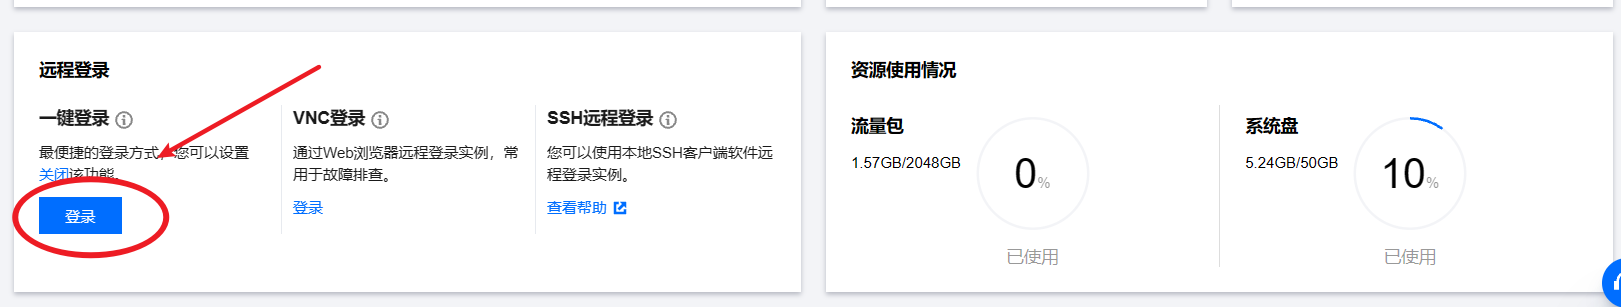 远程登录
一键登录
最便捷的登录方式，您可以设置
关闭该功能。
登录
VNC登录
通过Web浏览器远程登录实例，常
用于故障排查。
登录
SSH远程登录
您可以使用本地SSH客户端软件远
程登录实例。
查看帮助
资源使用情况
流量包
1.57GB/2048GB
0%
已使用
系统盘
5.24GB/50GB
10%
已使用